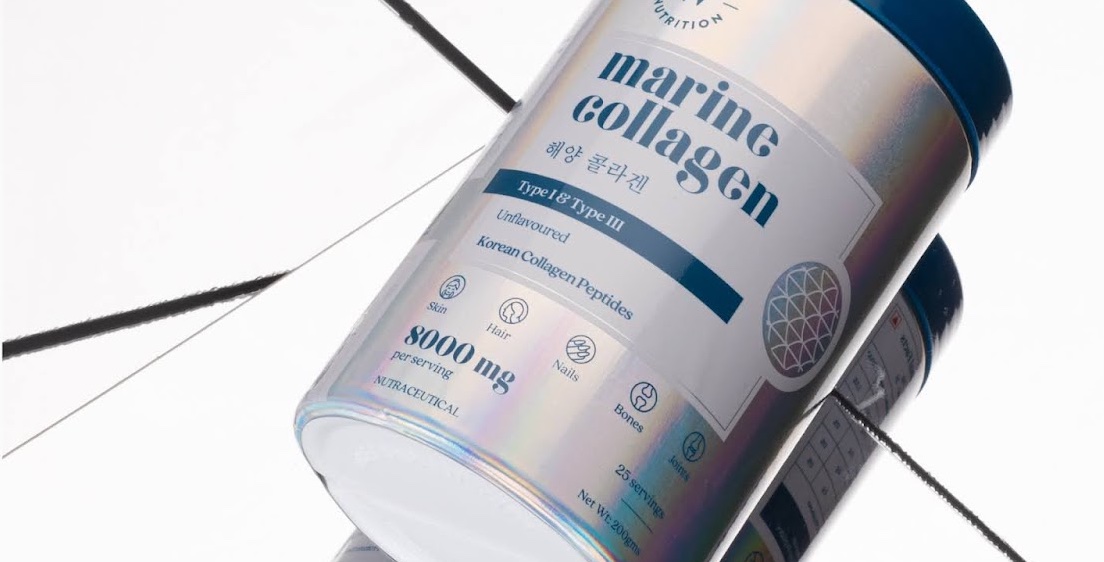 NUTRITION
marine
collagen
해양 콜라겐
Type I & Type III
Unflavoured
Korean Collagen Peptides
Skin
Hair
Nails
Bones
Joints
8000 mg
per serving
NUTRACEUTICAL
25 servings
Net Wt: 200gms